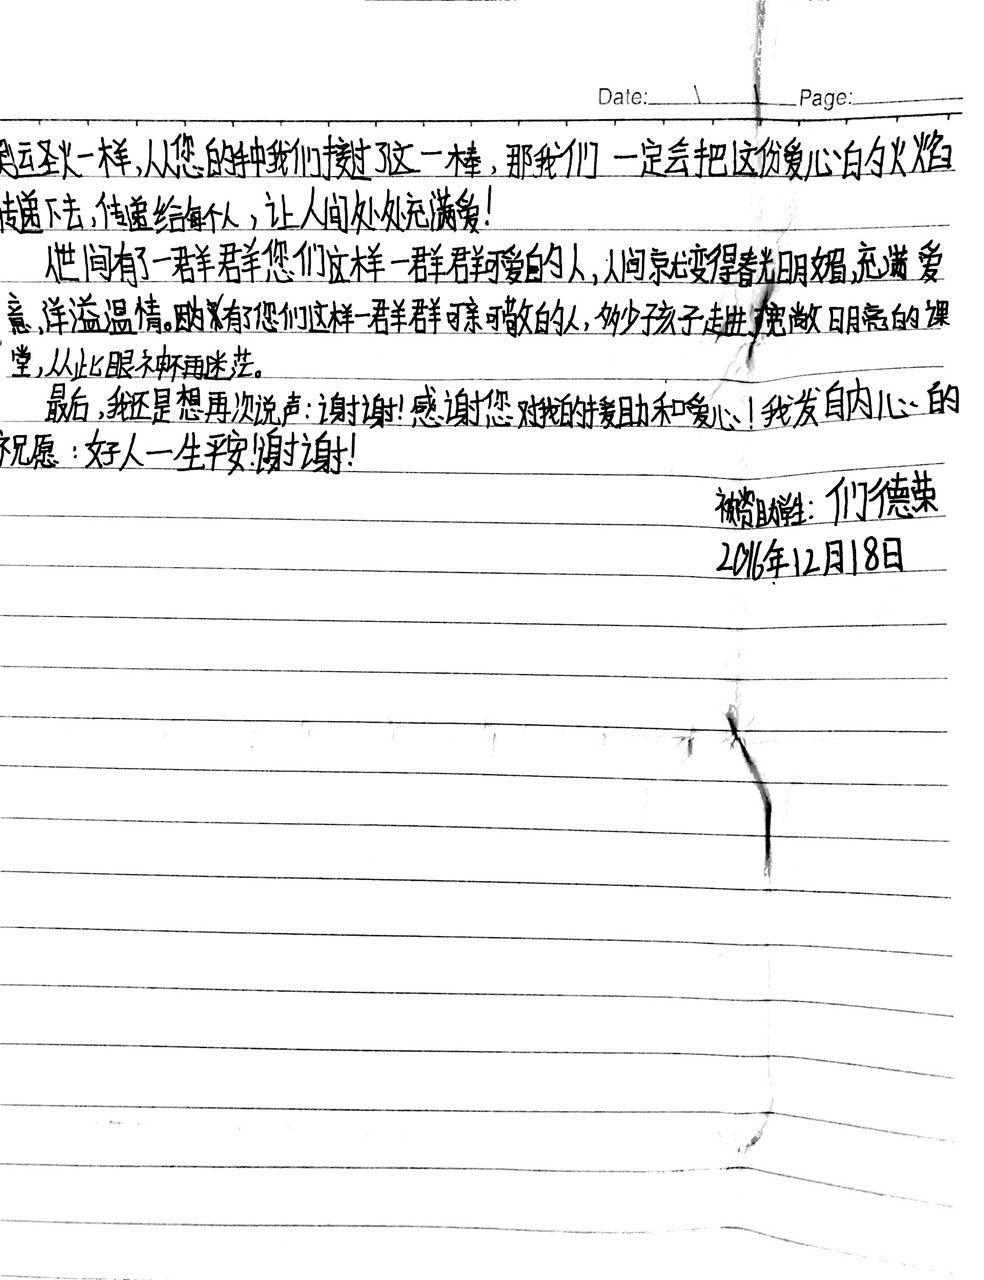 Date: \ Page:
奥运圣火一样,从您的手中我们接过了这一棒,那我们一定会把这份爱心的火焰
传递下去,传递给每个人,让人间处处充满爱!
世间有了一群群您们这样一群群可爱的人,人间就变得春光明媚,充满爱
意,洋溢温情。因为有了您们这样一群群可亲可敬的人,多少孩子走进了宽敞明亮的课
堂,从此眼神不再迷茫。
最后,我还是想再次说声:谢谢!感谢您对我的援助和爱心!我发自内心的
祝愿:好人一生平安!谢谢!
被资助学生:们德荣
2016年12月18日